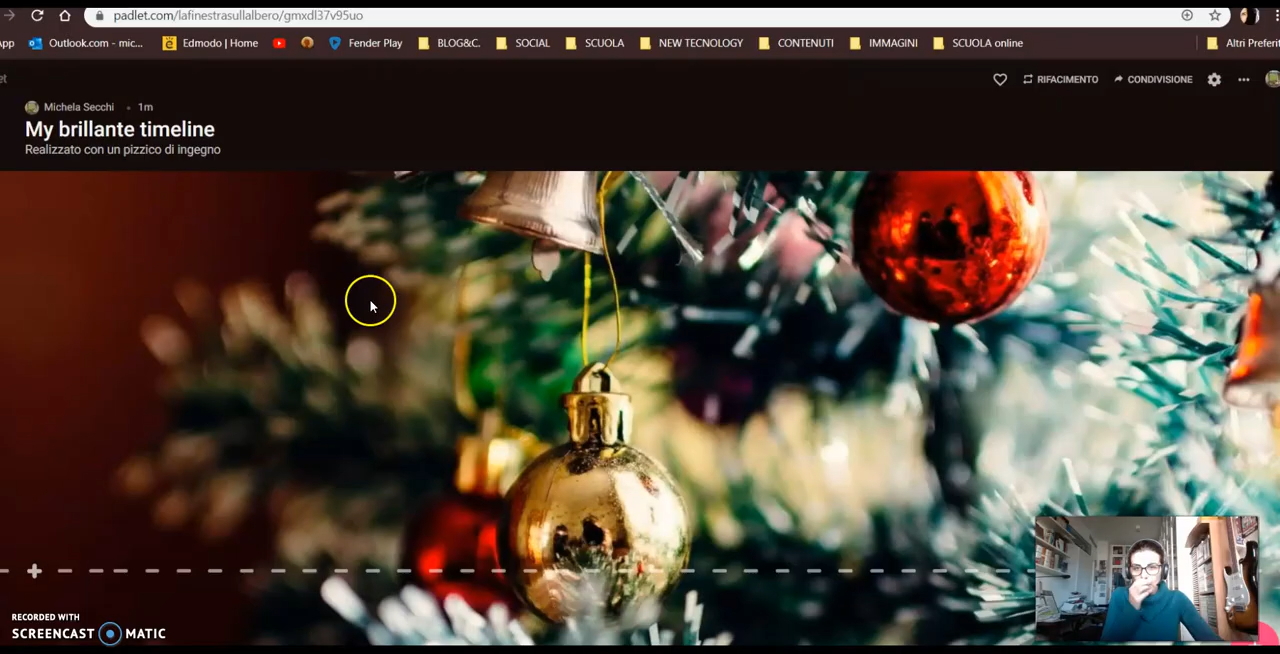 padlet.com/lafinestrasullalbero/gmxdl37v95uo
App Outlook.com - mic... Edmodo | Home Fender Play BLOG&C. SOCIAL SCUOLA NEW TECNOLOGY CONTENUTI IMMAGINI SCUOLA online Altri Preferit
et
RIFACIMENTO CONDIVISIONE
Michela Secchi • 1m
My brillante timeline
Realizzato con un pizzico di ingegno
RECORDED WITH
SCREENCAST MATIC